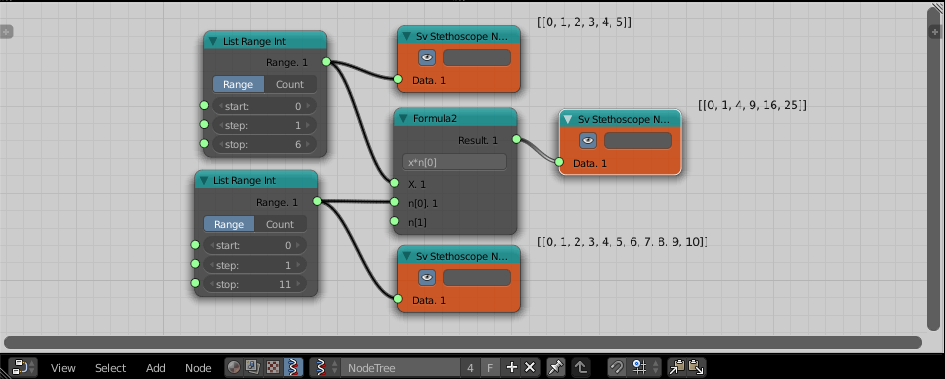 [[0, 1, 2, 3, 4, 5]]
List Range Int
Range. 1
Range Count
start: 0
step: 1
stop: 6
Sv Stethoscope N...
Data. 1
Formula2
Result. 1
x*n[0]
X. 1
n[0]. 1
n[1]
Sv Stethoscope N...
Data. 1
[[0, 1, 4, 9, 16, 25]]
List Range Int
Range. 1
Range Count
start: 0
step: 1
stop: 11
Sv Stethoscope N...
Data. 1
[[0, 1, 2, 3, 4, 5, 6, 7, 8, 9, 10]]
View Select Add Node NodeTree 4 F